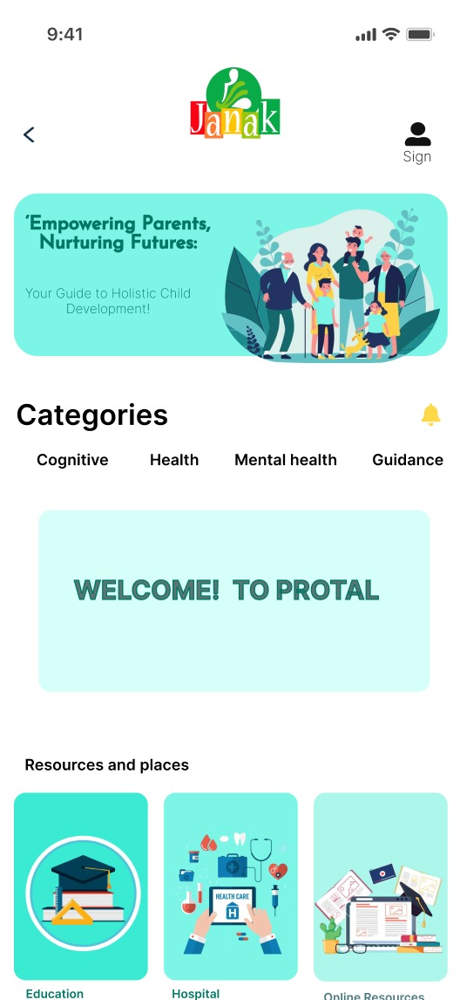 9:41
Janak
Sign
‘Empowering Parents,
Nurturing Futures:
Your Guide to Holistic Child
Development!
Categories
Cognitive Health Mental health Guidance
WELCOME! TO PROTAL
Resources and places
HEALTH CARE
H
Education Hospital Online Resources